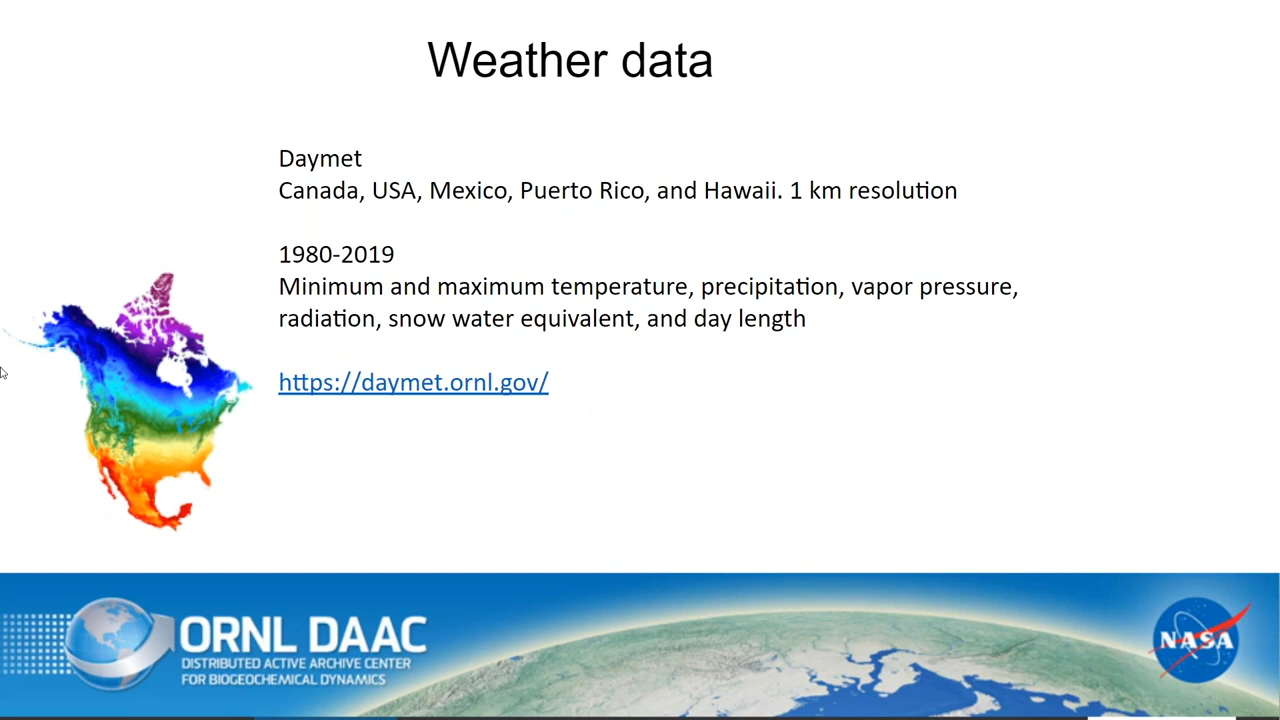 Weather data
Daymet
Canada, USA, Mexico, Puerto Rico, and Hawaii. 1 km resolution
1980-2019
Minimum and maximum temperature, precipitation, vapor pressure,
radiation, snow water equivalent, and day length
https://daymet.ornl.gov/
ORNL DAAC
DISTRIBUTED ACTIVE ARCHIVE CENTER
FOR BIOGEOCHEMICAL DYNAMICS
NASA